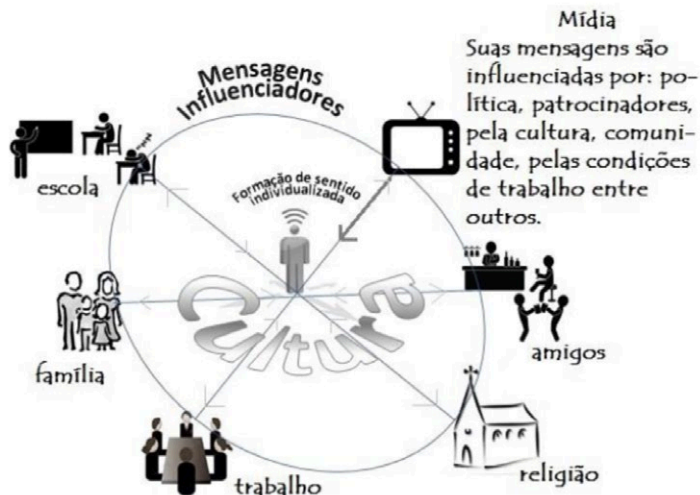 Mídia
Suas mensagens são
influenciadas por: po-
lítica, patrocinadores,
pela cultura, comuni-
dade, pelas condições
de trabalho entre
outros.
Mensagens
Influenciadores
escola
Formação de sentido
individualizada
Cultura
família
amigos
trabalho
religião